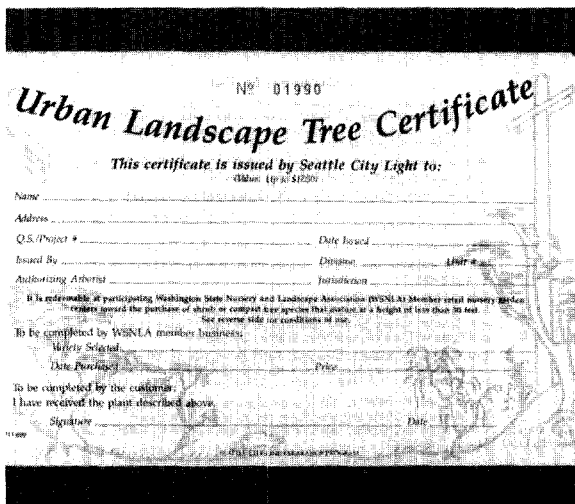 Nº 01990
Urban Landscape Tree Certificate
This certificate is issued by Seattle City Light to:
Name
Address
Q.S./Project # Date Issued
Issued By Division Unit #
Authorizing Arborist Jurisdiction
It is redeemable at participating Washington State Nursery and Landscape Association (WSNLA) Member retail nursery garden
centers toward the purchase of shrub or compact tree species that mature at a height of less than 30 feet.
See reverse side for conditions of use.
To be completed by WSNLA member business:
Variety Selected
Date Purchased Price
To be completed by the customer:
I have received the plant described above.
Signature Date